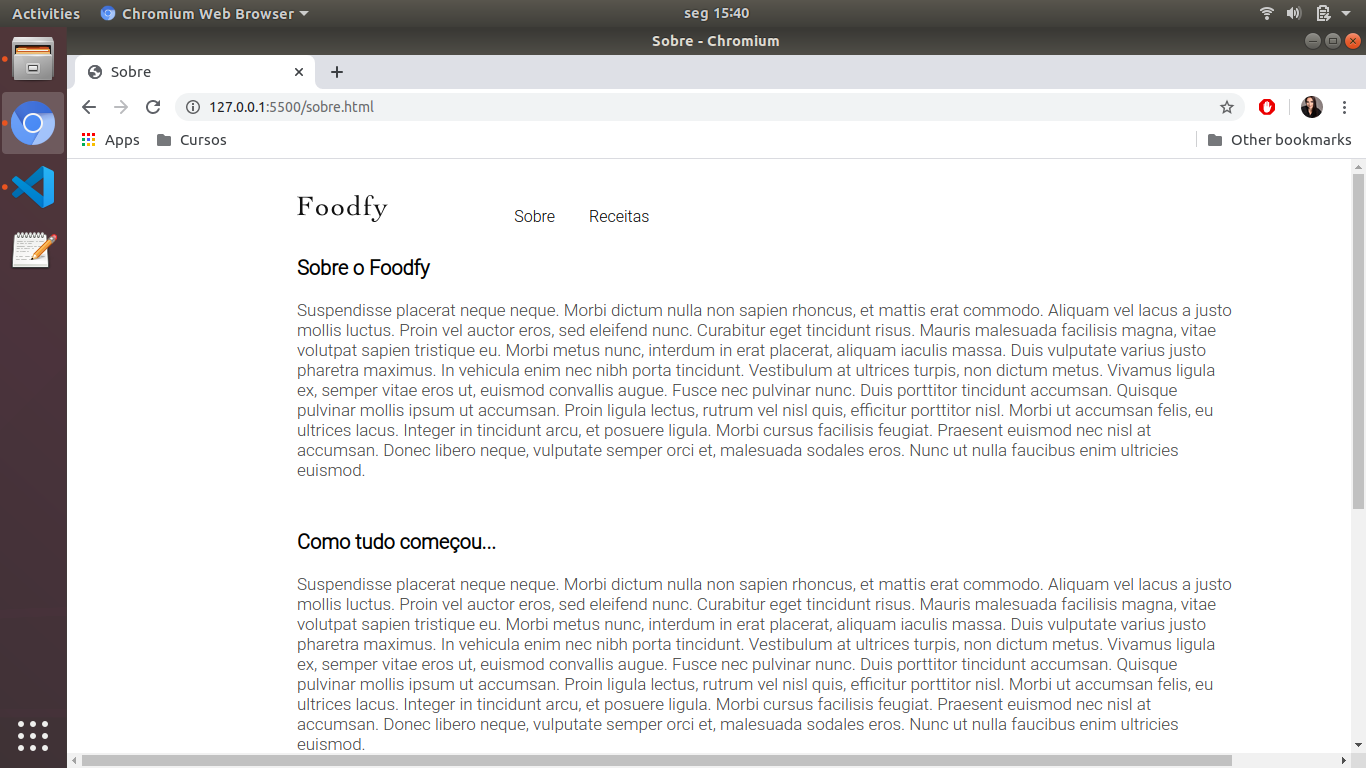 Activities Chromium Web Browser seg 15:40
Sobre - Chromium
Sobre
127.0.0.1:5500/sobre.html
Apps Cursos Other bookmarks
Foodfy Sobre Receitas
Sobre o Foodfy
Suspendisse placerat neque neque. Morbi dictum nulla non sapien rhoncus, et mattis erat commodo. Aliquam vel lacus a justo
mollis luctus. Proin vel auctor eros, sed eleifend nunc. Curabitur eget tincidunt risus. Mauris malesuada facilisis magna, vitae
volutpat sapien tristique eu. Morbi metus nunc, interdum in erat placerat, aliquam iaculis massa. Duis vulputate varius justo
pharetra maximus. In vehicula enim nec nibh porta tincidunt. Vestibulum at ultrices turpis, non dictum metus. Vivamus ligula
ex, semper vitae eros ut, euismod convallis augue. Fusce nec pulvinar nunc. Duis porttitor tincidunt accumsan. Quisque
pulvinar mollis ipsum ut accumsan. Proin ligula lectus, rutrum vel nisl quis, efficitur porttitor nisl. Morbi ut accumsan felis, eu
ultrices lacus. Integer in tincidunt arcu, et posuere ligula. Morbi cursus facilisis feugiat. Praesent euismod nec nisl at
accumsan. Donec libero neque, vulputate semper orci et, malesuada sodales eros. Nunc ut nulla faucibus enim ultricies
euismod.
Como tudo começou...
Suspendisse placerat neque neque. Morbi dictum nulla non sapien rhoncus, et mattis erat commodo. Aliquam vel lacus a justo
mollis luctus. Proin vel auctor eros, sed eleifend nunc. Curabitur eget tincidunt risus. Mauris malesuada facilisis magna, vitae
volutpat sapien tristique eu. Morbi metus nunc, interdum in erat placerat, aliquam iaculis massa. Duis vulputate varius justo
pharetra maximus. In vehicula enim nec nibh porta tincidunt. Vestibulum at ultrices turpis, non dictum metus. Vivamus ligula
ex, semper vitae eros ut, euismod convallis augue. Fusce nec pulvinar nunc. Duis porttitor tincidunt accumsan. Quisque
pulvinar mollis ipsum ut accumsan. Proin ligula lectus, rutrum vel nisl quis, efficitur porttitor nisl. Morbi ut accumsan felis, eu
ultrices lacus. Integer in tincidunt arcu, et posuere ligula. Morbi cursus facilisis feugiat. Praesent euismod nec nisl at
accumsan. Donec libero neque, vulputate semper orci et, malesuada sodales eros. Nunc ut nulla faucibus enim ultricies
euismod.